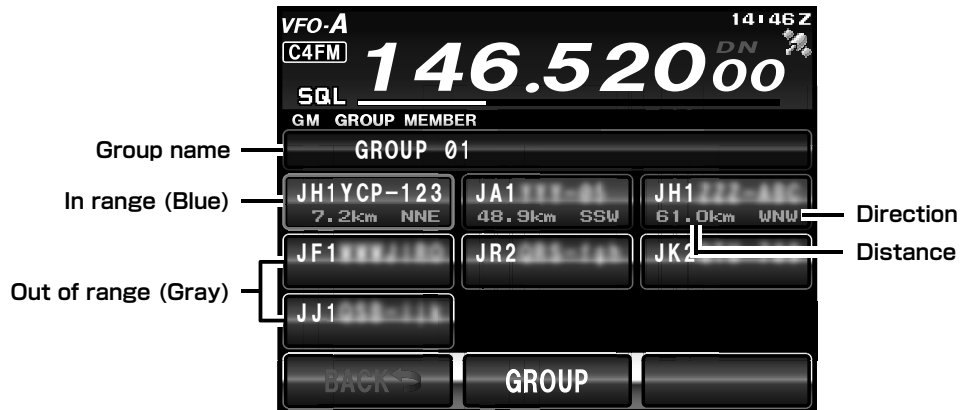 VFO-A
14:46Z
C4FM
146.520 00
DN
SQL
GM GROUP MEMBER
Group name
GROUP 01
In range (Blue)
JH1YCP-123
7.2km NNE
JA1
48.9km SSW
JH1
61.0km WNW
Direction
Distance
JF1
JR2
JK2
Out of range (Gray)
JJ1
BACK
GROUP